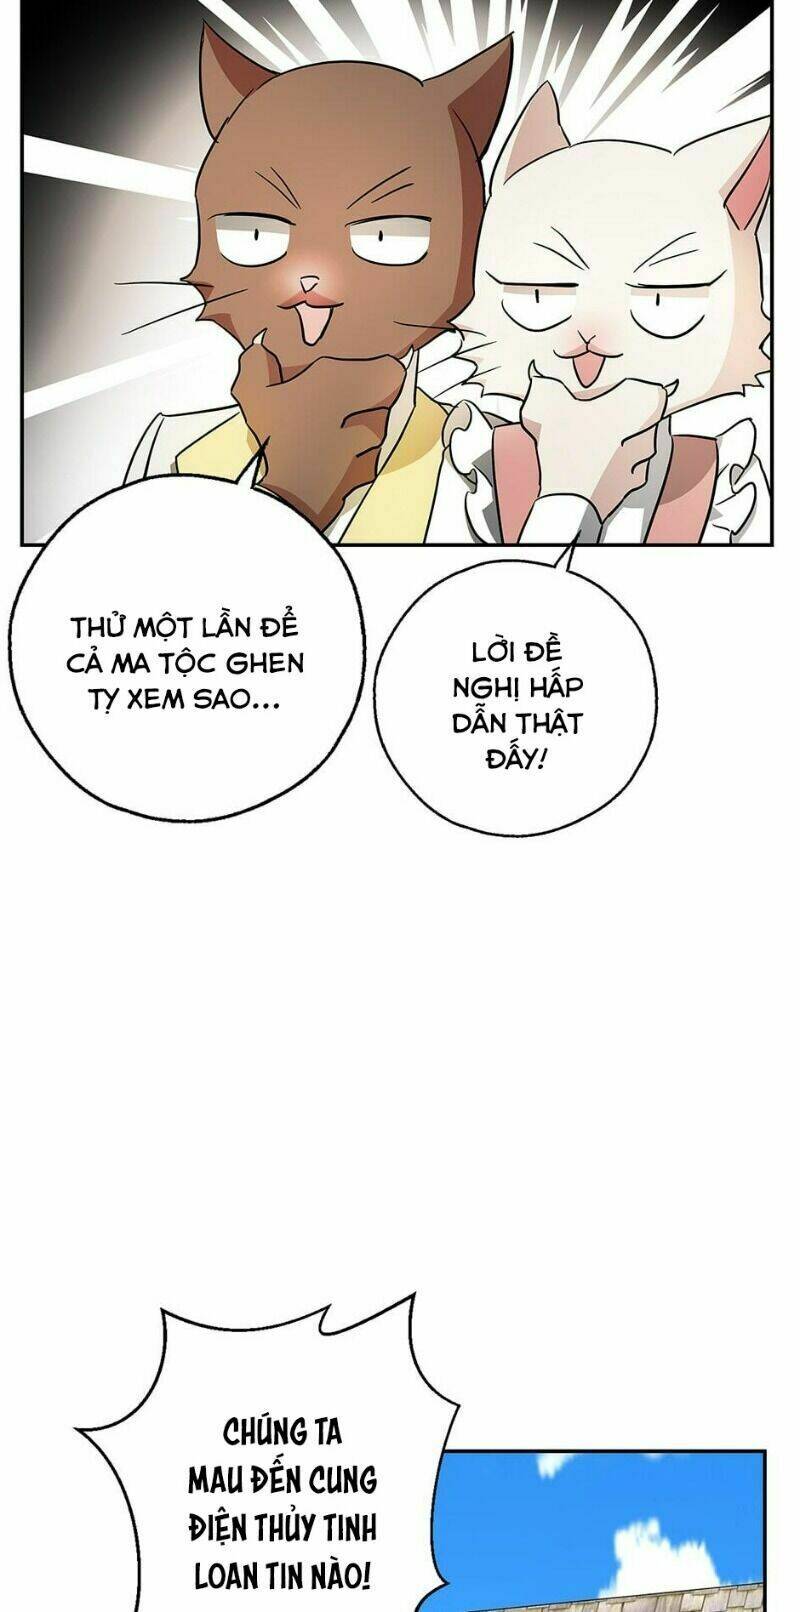 THỬ MỘT LẦN ĐỂ
CẢ MA TỘC GHEN
TỴ XEM SAO...
LỜI ĐỀ
NGHỊ HẤP
DẪN THẬT
ĐẤY!
CHÚNG TA
MAU ĐẾN CUNG
ĐIỆN THỦY TINH
LOAN TIN NÀO!